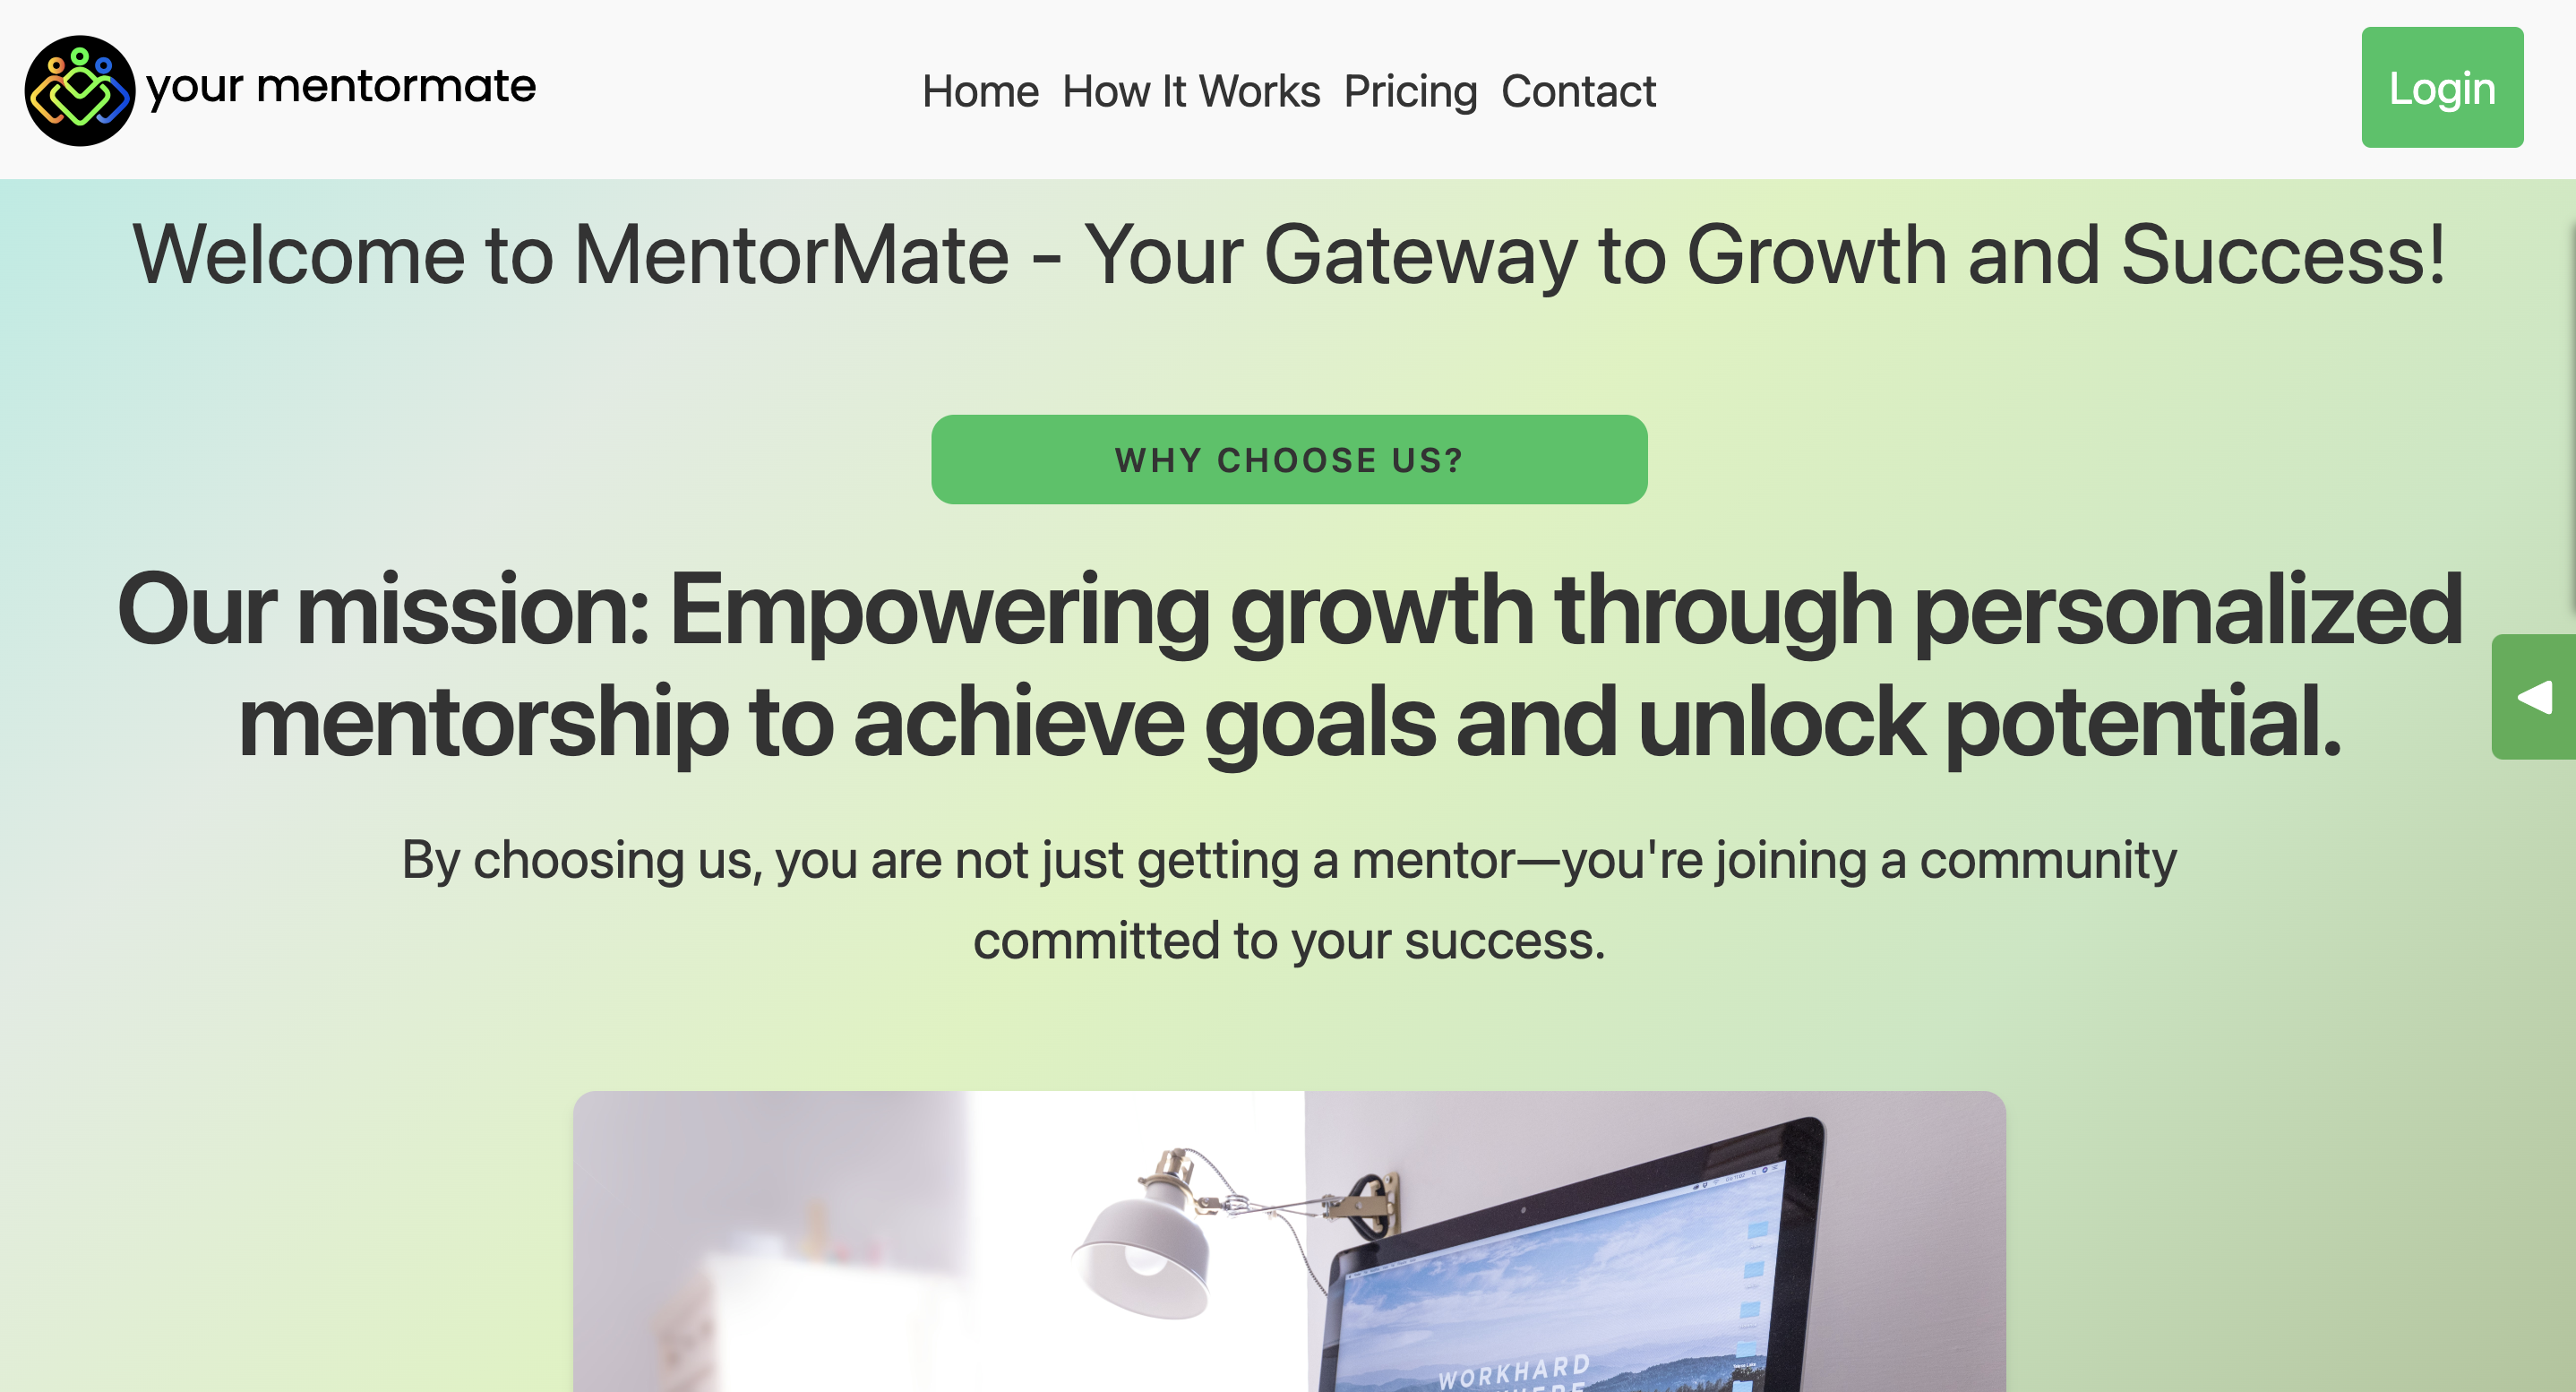 your mentormate
Home How It Works Pricing Contact
Login
Welcome to MentorMate - Your Gateway to Growth and Success!
WHY CHOOSE US?
Our mission: Empowering growth through personalized
mentorship to achieve goals and unlock potential.
By choosing us, you are not just getting a mentor—you're joining a community
committed to your success.
WORKHARD